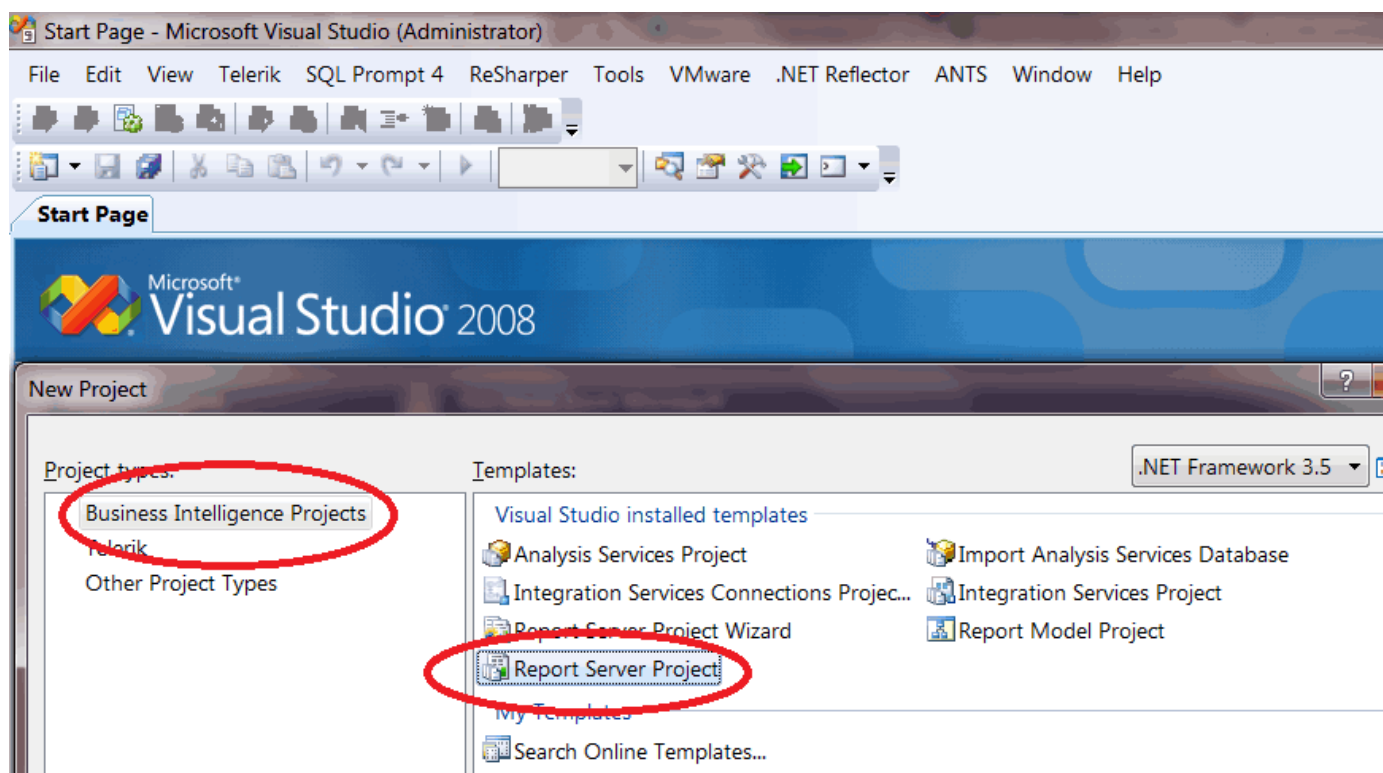 Start Page - Microsoft Visual Studio (Administrator)
File Edit View Telerik SQL Prompt 4 ReSharper Tools VMware .NET Reflector ANTS Window Help
Start Page
Microsoft®
Visual Studio® 2008
New Project
Project types:
Templates:
.NET Framework 3.5
Business Intelligence Projects
Telerik
Other Project Types
Visual Studio installed templates
Analysis Services Project
Import Analysis Services Database
Integration Services Connections Projec...
Integration Services Project
Report Server Project Wizard
Report Model Project
Report Server Project
My Templates
Search Online Templates...